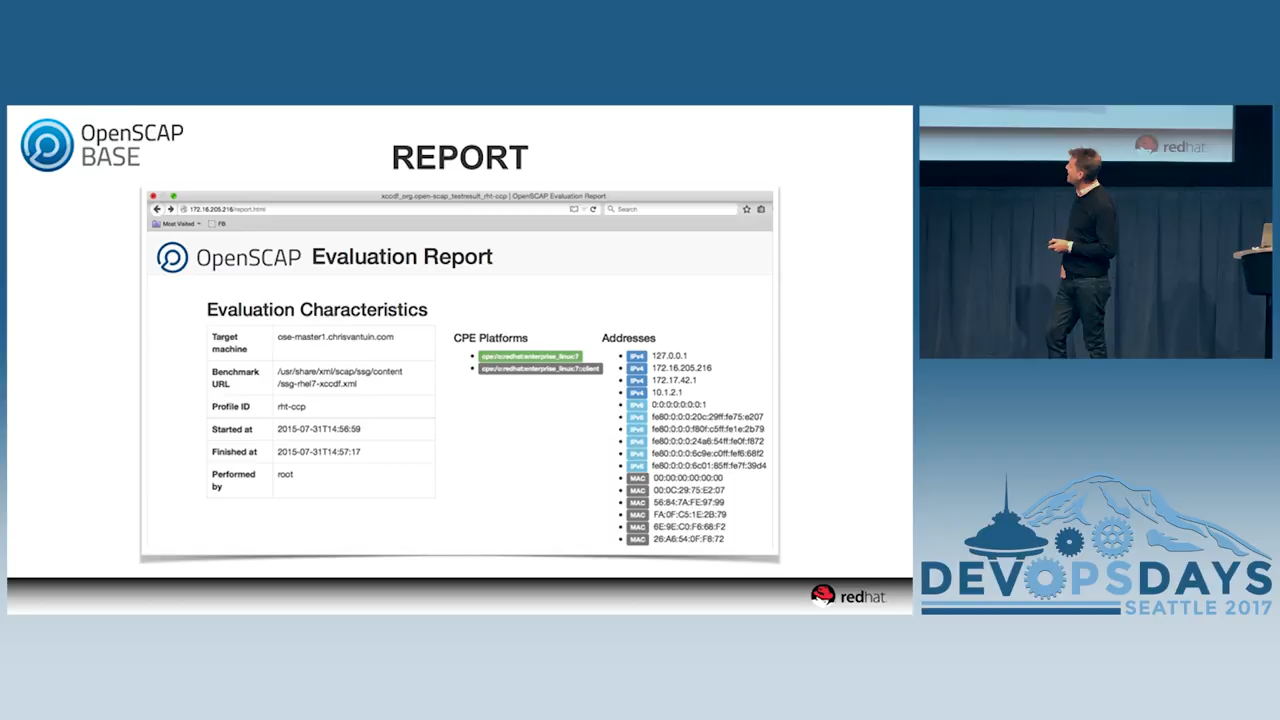 OpenSCAP
BASE
REPORT
xccdf_org.open-scap_testresult_rht-ccp | OpenSCAP Evaluation Report
172.16.205.216/report.html
Search
Most Visited
FB
OpenSCAP Evaluation Report
Evaluation Characteristics
Target machine
ose-master1.chrisvantuin.com
Benchmark URL
/usr/share/xml/scap/ssg/content
/ssg-rhel7-xccdf.xml
Profile ID
rht-ccp
Started at
2015-07-31T14:56:59
Finished at
2015-07-31T14:57:17
Performed by
root
CPE Platforms
cpe:/o:redhat:enterprise_linux:7
cpe:/o:redhat:enterprise_linux:7::client
Addresses
IPv4 127.0.0.1
IPv4 172.16.205.216
IPv4 172.17.42.1
IPv4 10.1.2.1
IPv6 0:0:0:0:0:0:0:1
IPv6 fe80:0:0:0:20c:29ff:fe75:e207
IPv6 fe80:0:0:0:f80f:c5ff:fe1e:2b79
IPv6 fe80:0:0:0:24a6:54ff:fe0f:f872
IPv6 fe80:0:0:0:6c9e:c0ff:fef6:68f2
IPv6 fe80:0:0:0:6c01:85ff:fe7f:39d4
MAC 00:00:00:00:00:00
MAC 00:0C:29:75:E2:07
MAC 56:84:7A:FE:97:99
MAC FA:0F:C5:1E:2B:79
MAC 6E:9E:C0:F6:68:F2
MAC 26:A6:54:0F:F8:72
redhat.
redhat.
DEVOPSDAYS
SEATTLE 2017